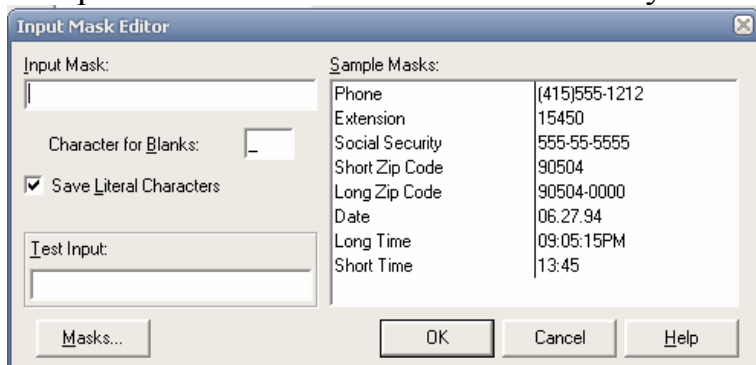 Input Mask Editor
Input Mask:
Character for Blanks: _
Save Literal Characters
Test Input:
Sample Masks:
Phone (415)555-1212
Extension 15450
Social Security 555-55-5555
Short Zip Code 90504
Long Zip Code 90504-0000
Date 06.27.94
Long Time 09:05:15PM
Short Time 13:45
Masks... OK Cancel Help